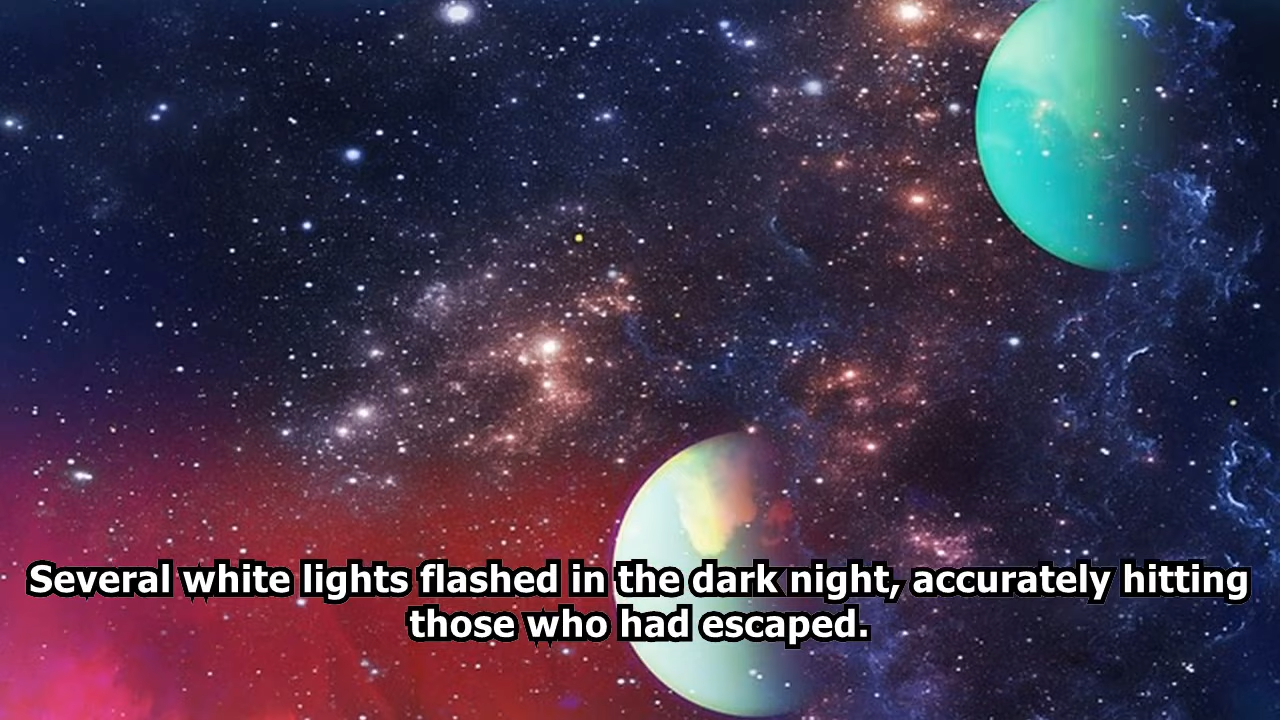 Several white lights flashed in the dark night, accurately hitting
those who had escaped.